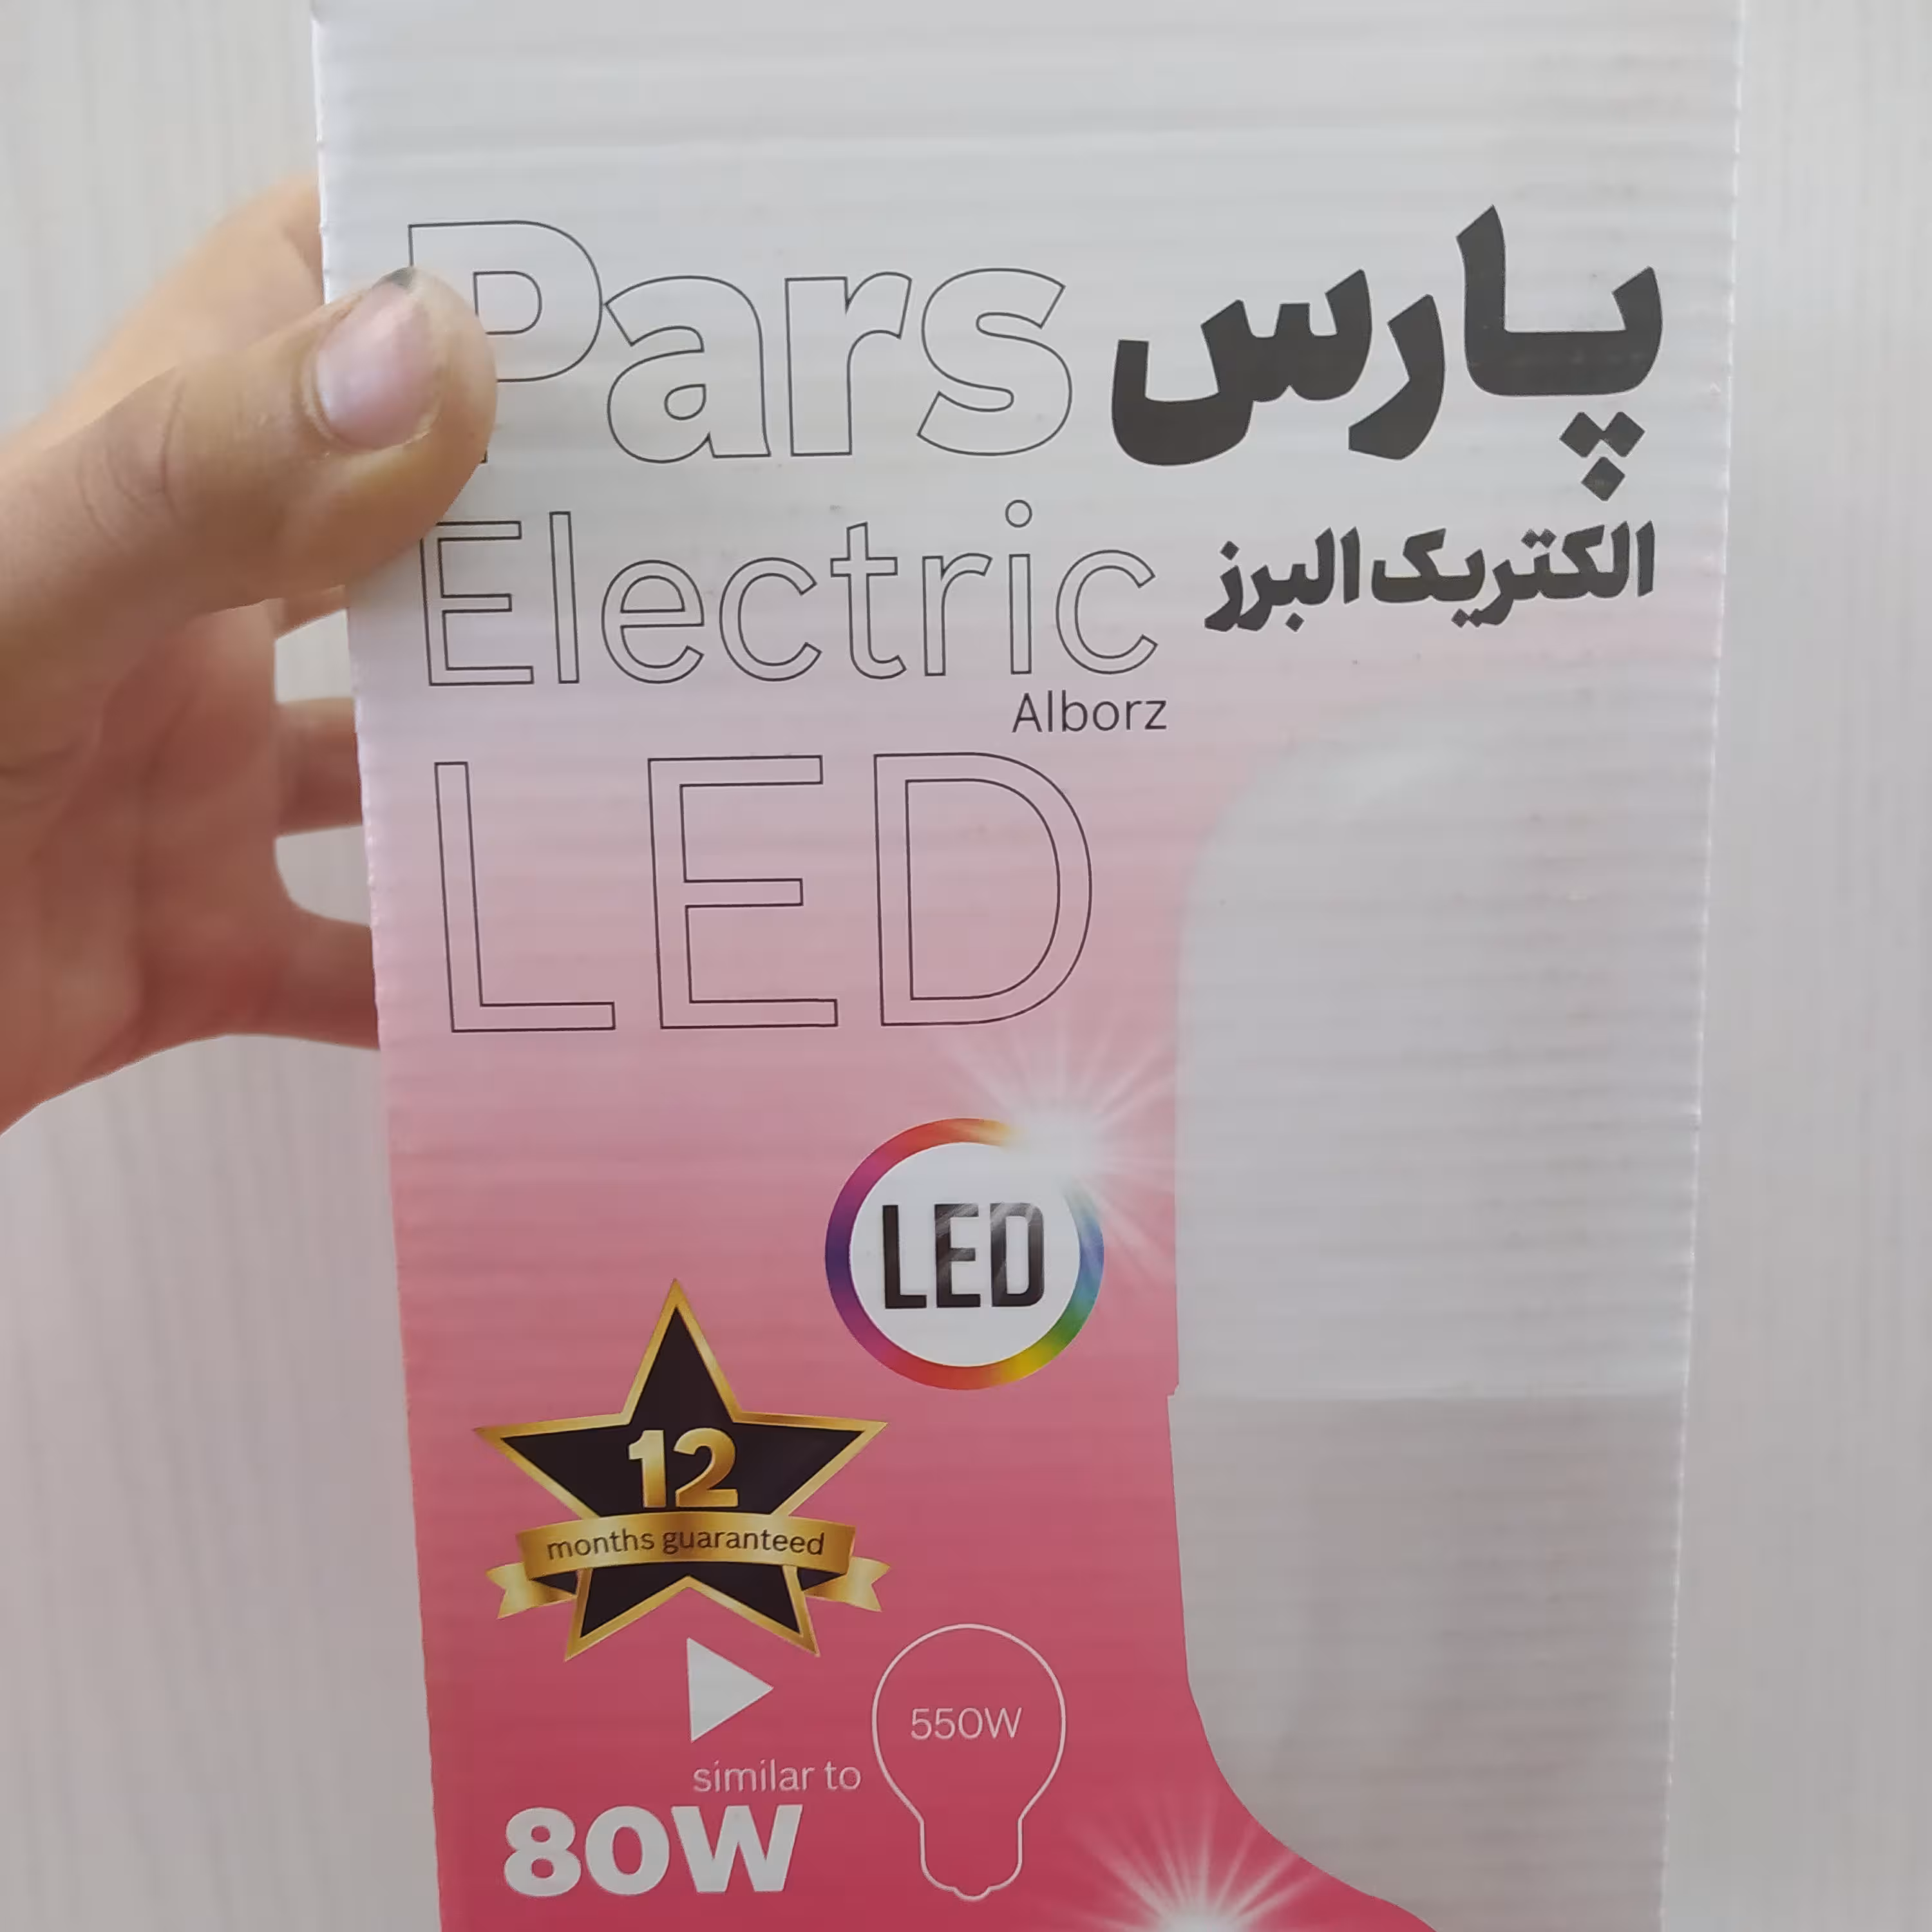 Pars
پارس
Electric
الکتریک البرز
Alborz
LED
LED
12
months guaranteed
550W
similar to
80W